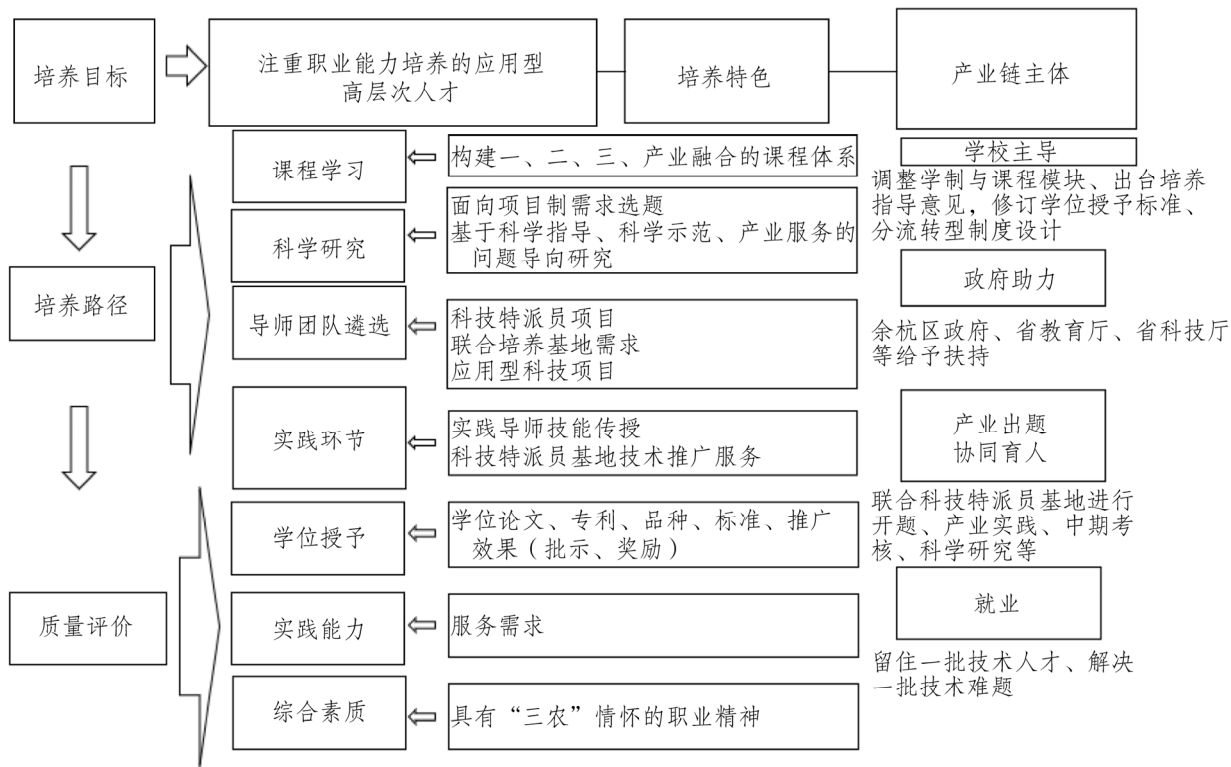 培养目标
注重职业能力培养的应用型
高层次人才
培养特色
产业链主体
课程学习
构建一、二、三、产业融合的课程体系
学校主导
调整学制与课程模块、出台培养
指导意见，修订学位授予标准、
分流转型制度设计
科学研究
面向项目制需求选题
基于科学指导、科学示范、产业服务的
问题导向研究
培养路径
政府助力
导师团队遴选
科技特派员项目
联合培养基地需求
应用型科技项目
余杭区政府、省教育厅、省科技厅
等给予扶持
实践环节
实践导师技能传授
科技特派员基地技术推广服务
产业出题
协同育人
联合科技特派员基地进行
开题、产业实践、中期考
核、科学研究等
学位授予
学位论文、专利、品种、标准、推广
效果（批示、奖励）
质量评价
实践能力
服务需求
就业
留住一批技术人才、解决
一批技术难题
综合素质
具有“三农”情怀的职业精神